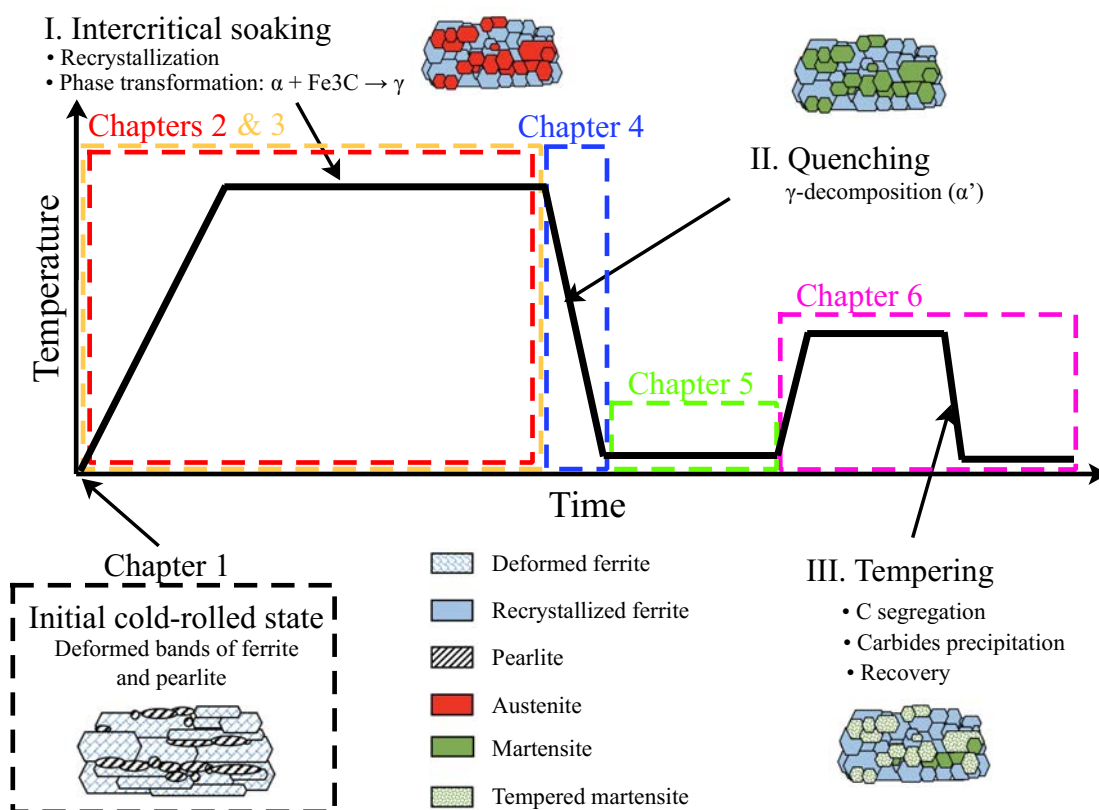 I. Intercritical soaking
• Recrystallization
• Phase transformation: α + Fe3C → γ
Chapters 2 & 3
Chapter 4
II. Quenching
γ-decomposition (α’)
Temperature
Chapter 6
Chapter 5
Time
Chapter 1
Initial cold-rolled state
Deformed bands of ferrite
and pearlite
Deformed ferrite
Recrystallized ferrite
Pearlite
Austenite
Martensite
Tempered martensite
III. Tempering
• C segregation
• Carbides precipitation
• Recovery